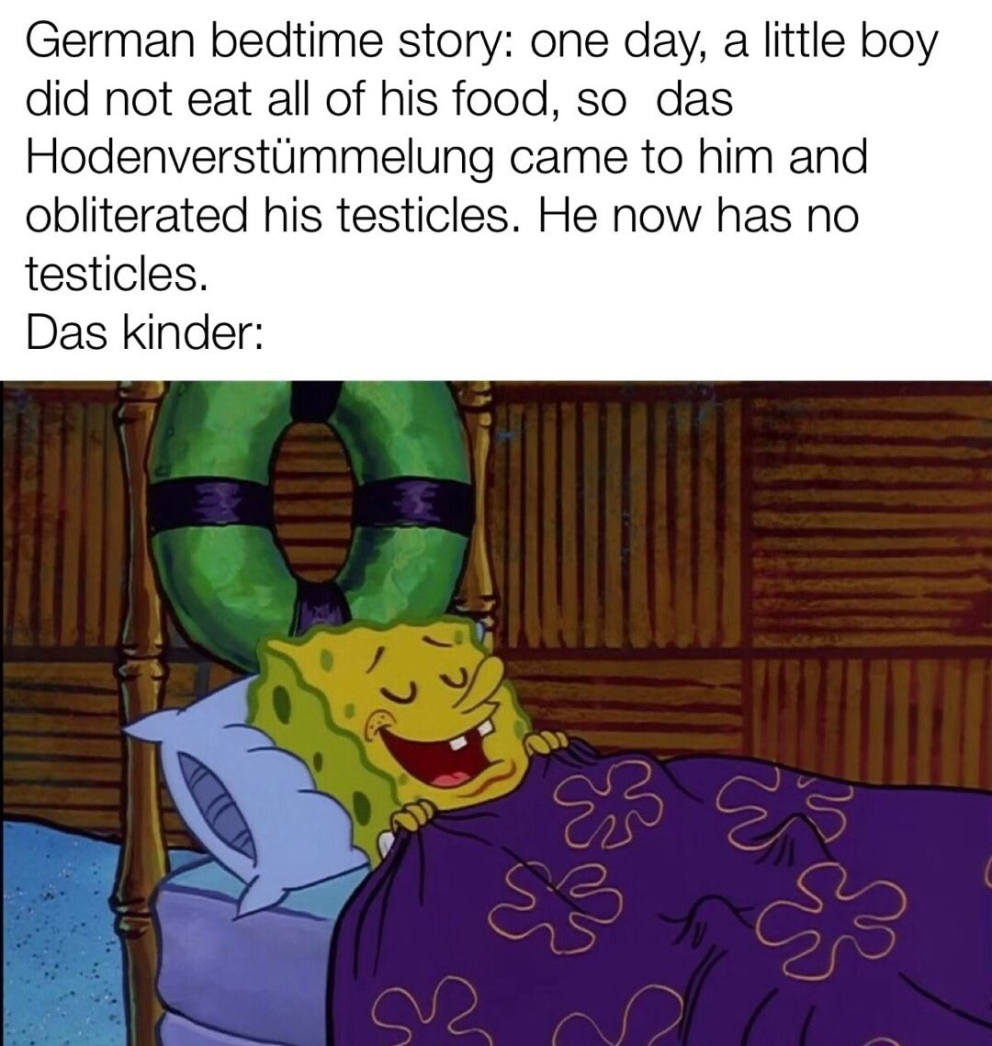 German bedtime story: one day, a little boy
did not eat all of his food, so  das
Hodenverstümmelung came to him and
obliterated his testicles. He now has no
testicles.
Das kinder: